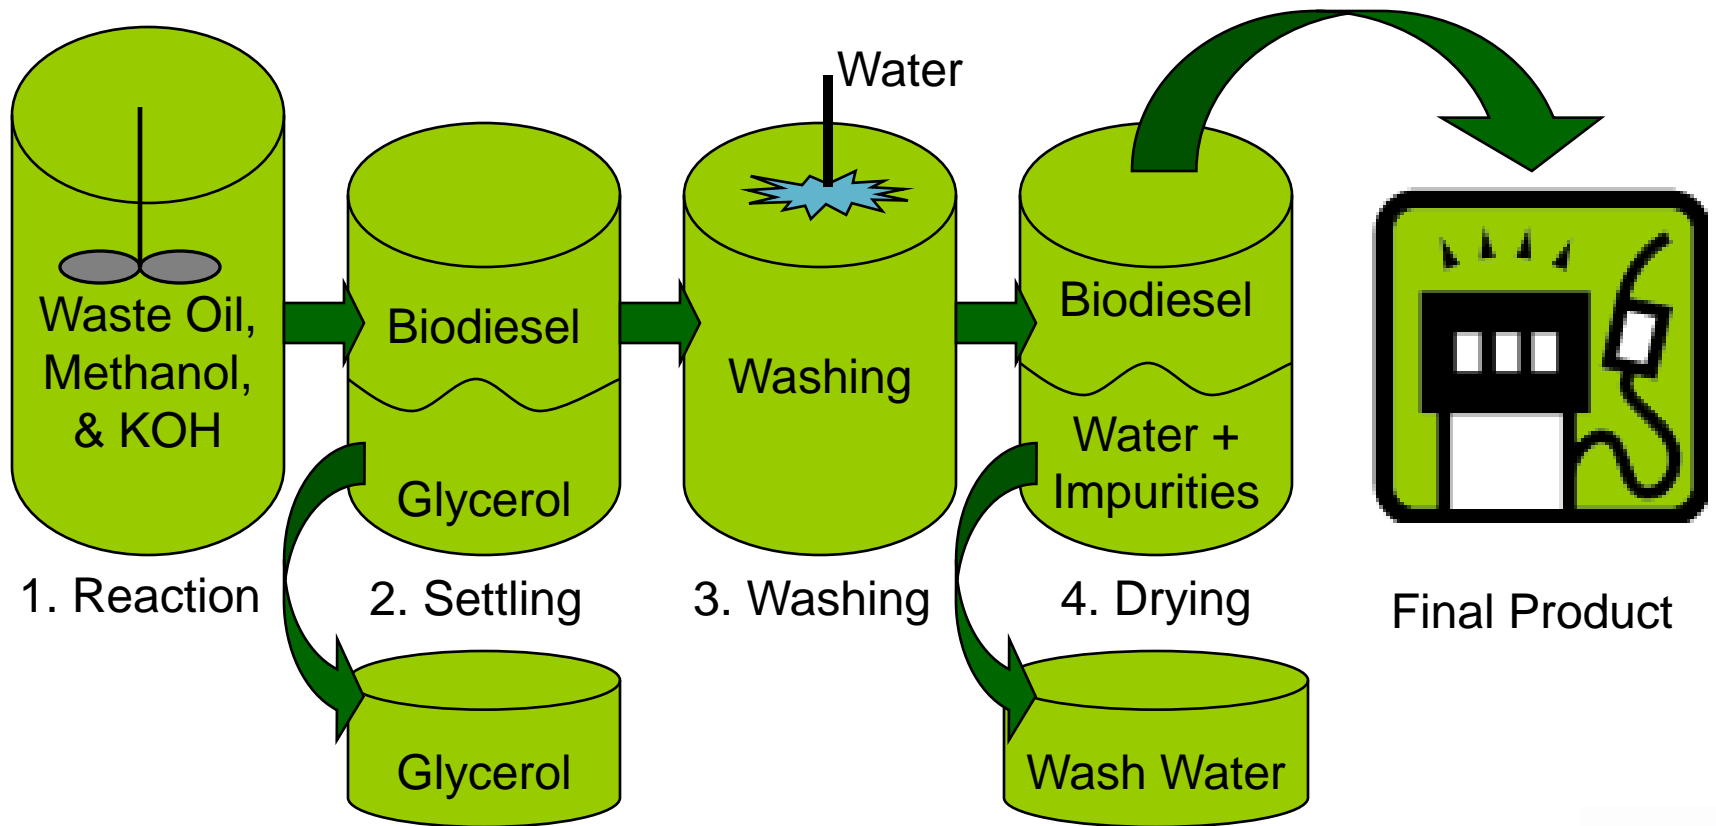 Water
Waste Oil,
Methanol,
& KOH
Biodiesel
Glycerol
Washing
Biodiesel
Water +
Impurities
1. Reaction
2. Settling
3. Washing
4. Drying
Final Product
Glycerol
Wash Water